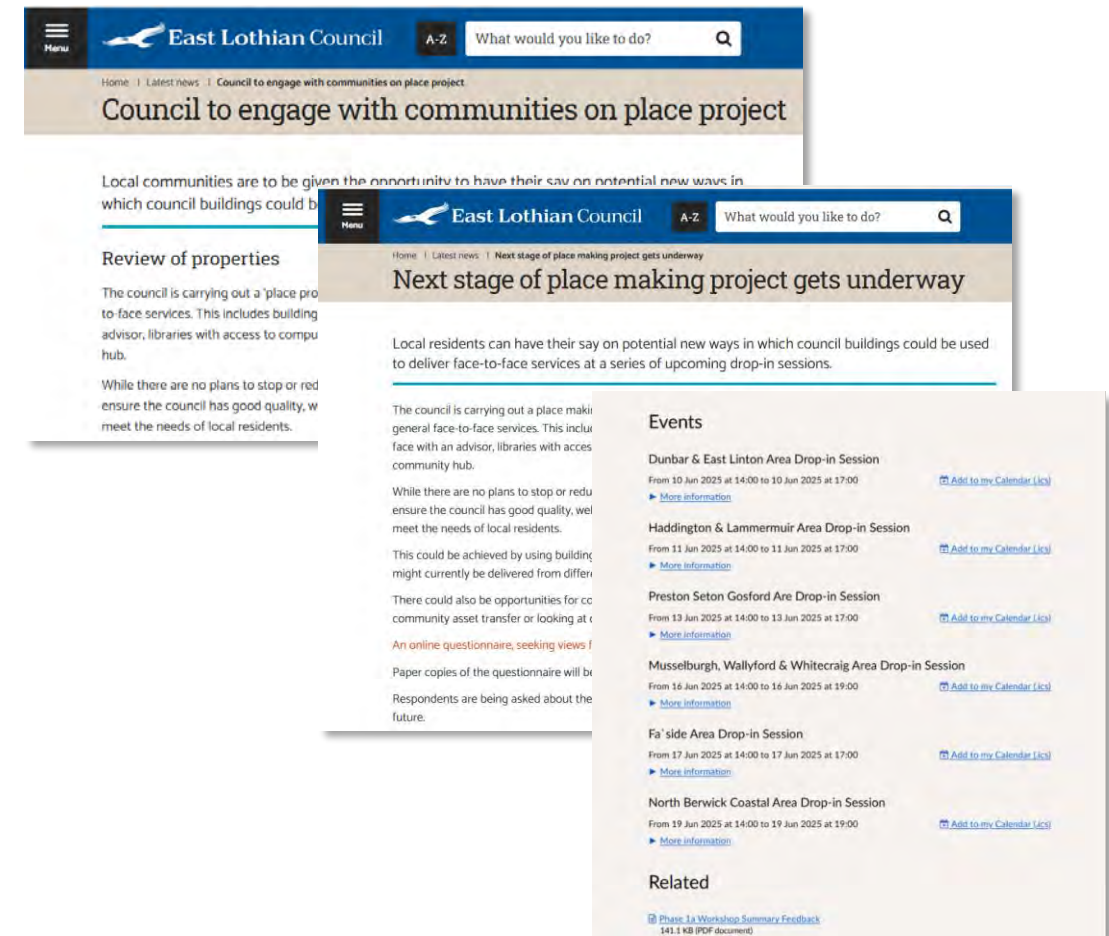 Menu
East Lothian Council
A-Z
What would you like to do?
Home | Latest news | Council to engage with communities on place project
Council to engage with communities on place project
Local communities are to be given the opportunity to have their say on potential new ways in
which council buildings could b
Review of properties
The council is carrying out a 'place pro
to-face services. This includes building
advisor, libraries with access to compu
hub.
While there are no plans to stop or red
ensure the council has good quality, w
meet the needs of local residents.
Menu
East Lothian Council
A-Z
What would you like to do?
Home | Latest news | Next stage of place making project gets underway
Next stage of place making project gets underway
Local residents can have their say on potential new ways in which council buildings could be used
to deliver face-to-face services at a series of upcoming drop-in sessions.
The council is carrying out a place maki
general face-to-face services. This inclu
face with an advisor, libraries with acces
community hub.
While there are no plans to stop or redu
ensure the council has good quality, wel
meet the needs of local residents.
This could be achieved by using building
might currently be delivered from differe
There could also be opportunities for co
community asset transfer or looking at
An online questionnaire, seeking views f
Paper copies of the questionnaire will be
Respondents are being asked about the
future.
Events
Dunbar & East Linton Area Drop-in Session
From 10 Jun 2025 at 14:00 to 10 Jun 2025 at 17:00
Add to my Calendar (.ics)
More information
Haddington & Lammermuir Area Drop-in Session
From 11 Jun 2025 at 14:00 to 11 Jun 2025 at 17:00
Add to my Calendar (.ics)
More information
Preston Seton Gosford Are Drop-in Session
From 13 Jun 2025 at 14:00 to 13 Jun 2025 at 17:00
Add to my Calendar (.ics)
More information
Musselburgh, Wallyford & Whitecraig Area Drop-in Session
From 16 Jun 2025 at 14:00 to 16 Jun 2025 at 19:00
Add to my Calendar (.ics)
More information
Fa`side Area Drop-in Session
From 17 Jun 2025 at 14:00 to 17 Jun 2025 at 17:00
Add to my Calendar (.ics)
More information
North Berwick Coastal Area Drop-in Session
From 19 Jun 2025 at 14:00 to 19 Jun 2025 at 19:00
Add to my Calendar (.ics)
More information
Related
Phase 1a Workshop Summary Feedback
141.1 KB (PDF document)